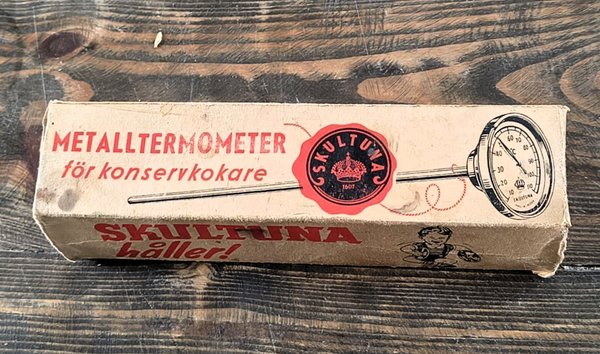 METALLTERMOMETER
för konservkokare
SKULTUNA
1607
SKULTUNA
håller!